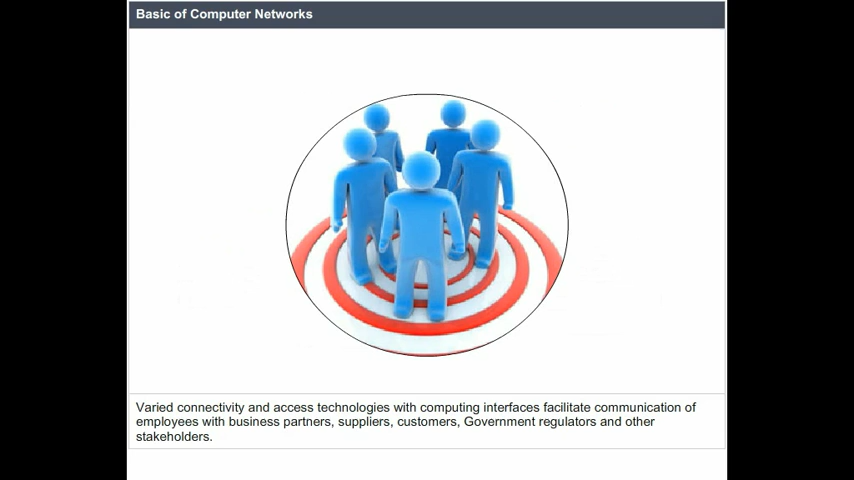 Basic of Computer Networks
Varied connectivity and access technologies with computing interfaces facilitate communication of
employees with business partners, suppliers, customers, Government regulators and other
stakeholders.